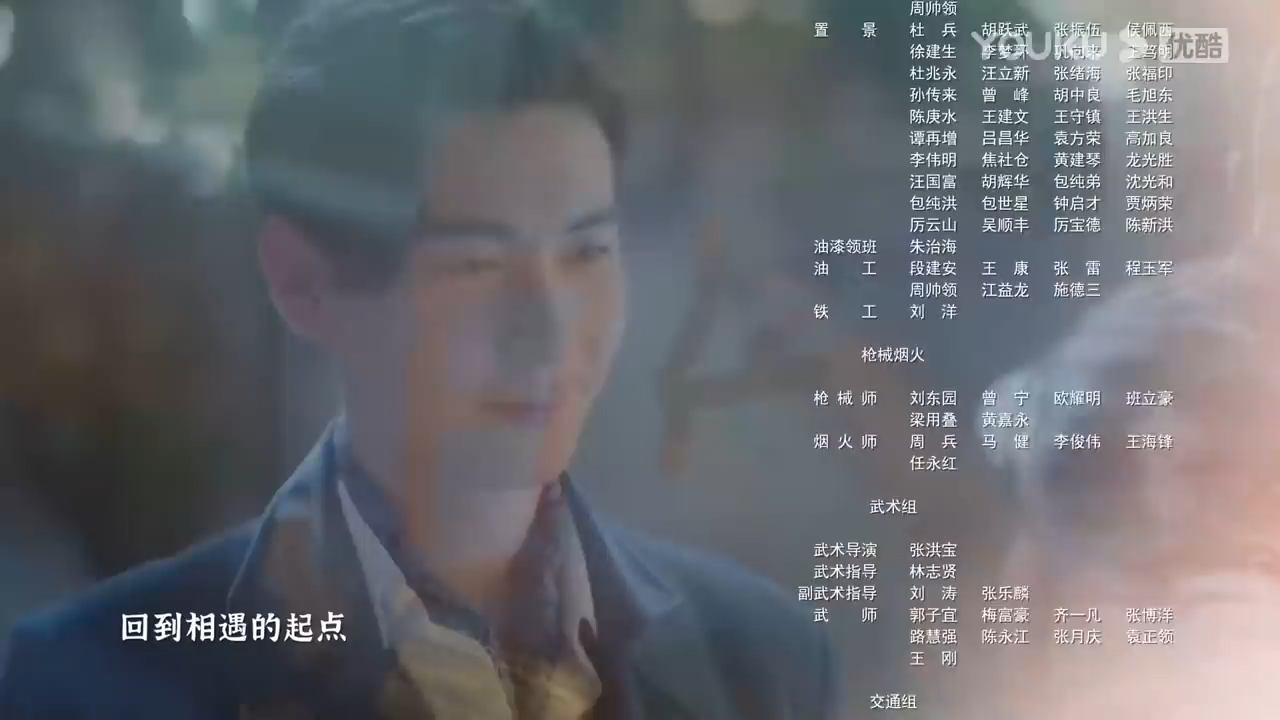 周帅领
YOUKU 优酷
置景 杜兵 胡跃武 张振伍 侯佩西
徐建生 李梦环 巩向来 王笃明
杜兆永 汪立新 张绪海 张福印
孙传来 曾峰 胡中良 毛旭东
陈庚水 王建文 王守镇 王洪生
谭再增 吕昌华 袁方荣 高加良
李伟明 焦社仓 黄建琴 龙光胜
汪国富 胡辉华 包纯弟 沈光和
包纯洪 包世星 钟启才 贾炳荣
厉云山 吴顺丰 厉宝德 陈新洪
油漆领班 朱治海
油工 段建安 王康 张雷 程玉军
周帅领 江益龙 施德三
铁工 刘洋
枪械烟火
枪械师 刘东园 曾宁 欧耀明 班立豪
梁用叠 黄嘉永
烟火师 周兵 马健 李俊伟 王海锋
任永红
武术组
武术导演 张洪宝
武术指导 林志贤
副武术指导 刘涛 张乐麟
武师 郭子宜 梅富豪 齐一凡 张博洋
路慧强 陈永江 张月庆 袁正领
王刚
交通组
回到相遇的起点